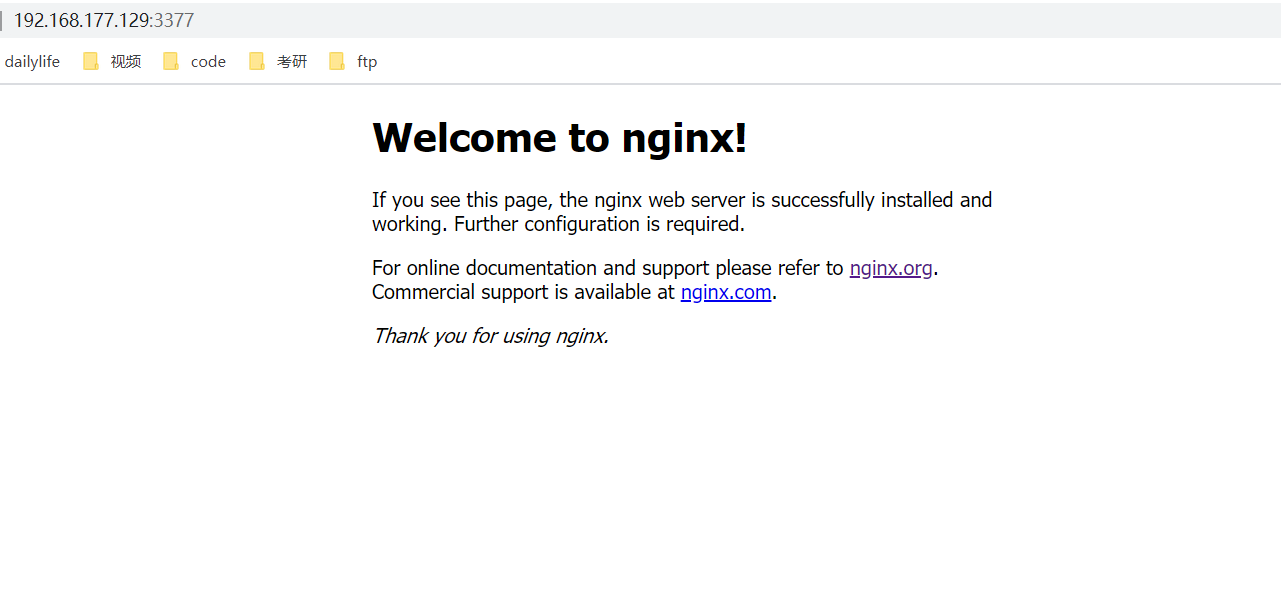 192.168.177.129:3377
dailylife 视频 code 考研 ftp
Welcome to nginx!
If you see this page, the nginx web server is successfully installed and
working. Further configuration is required.
For online documentation and support please refer to nginx.org.
Commercial support is available at nginx.com.
Thank you for using nginx.